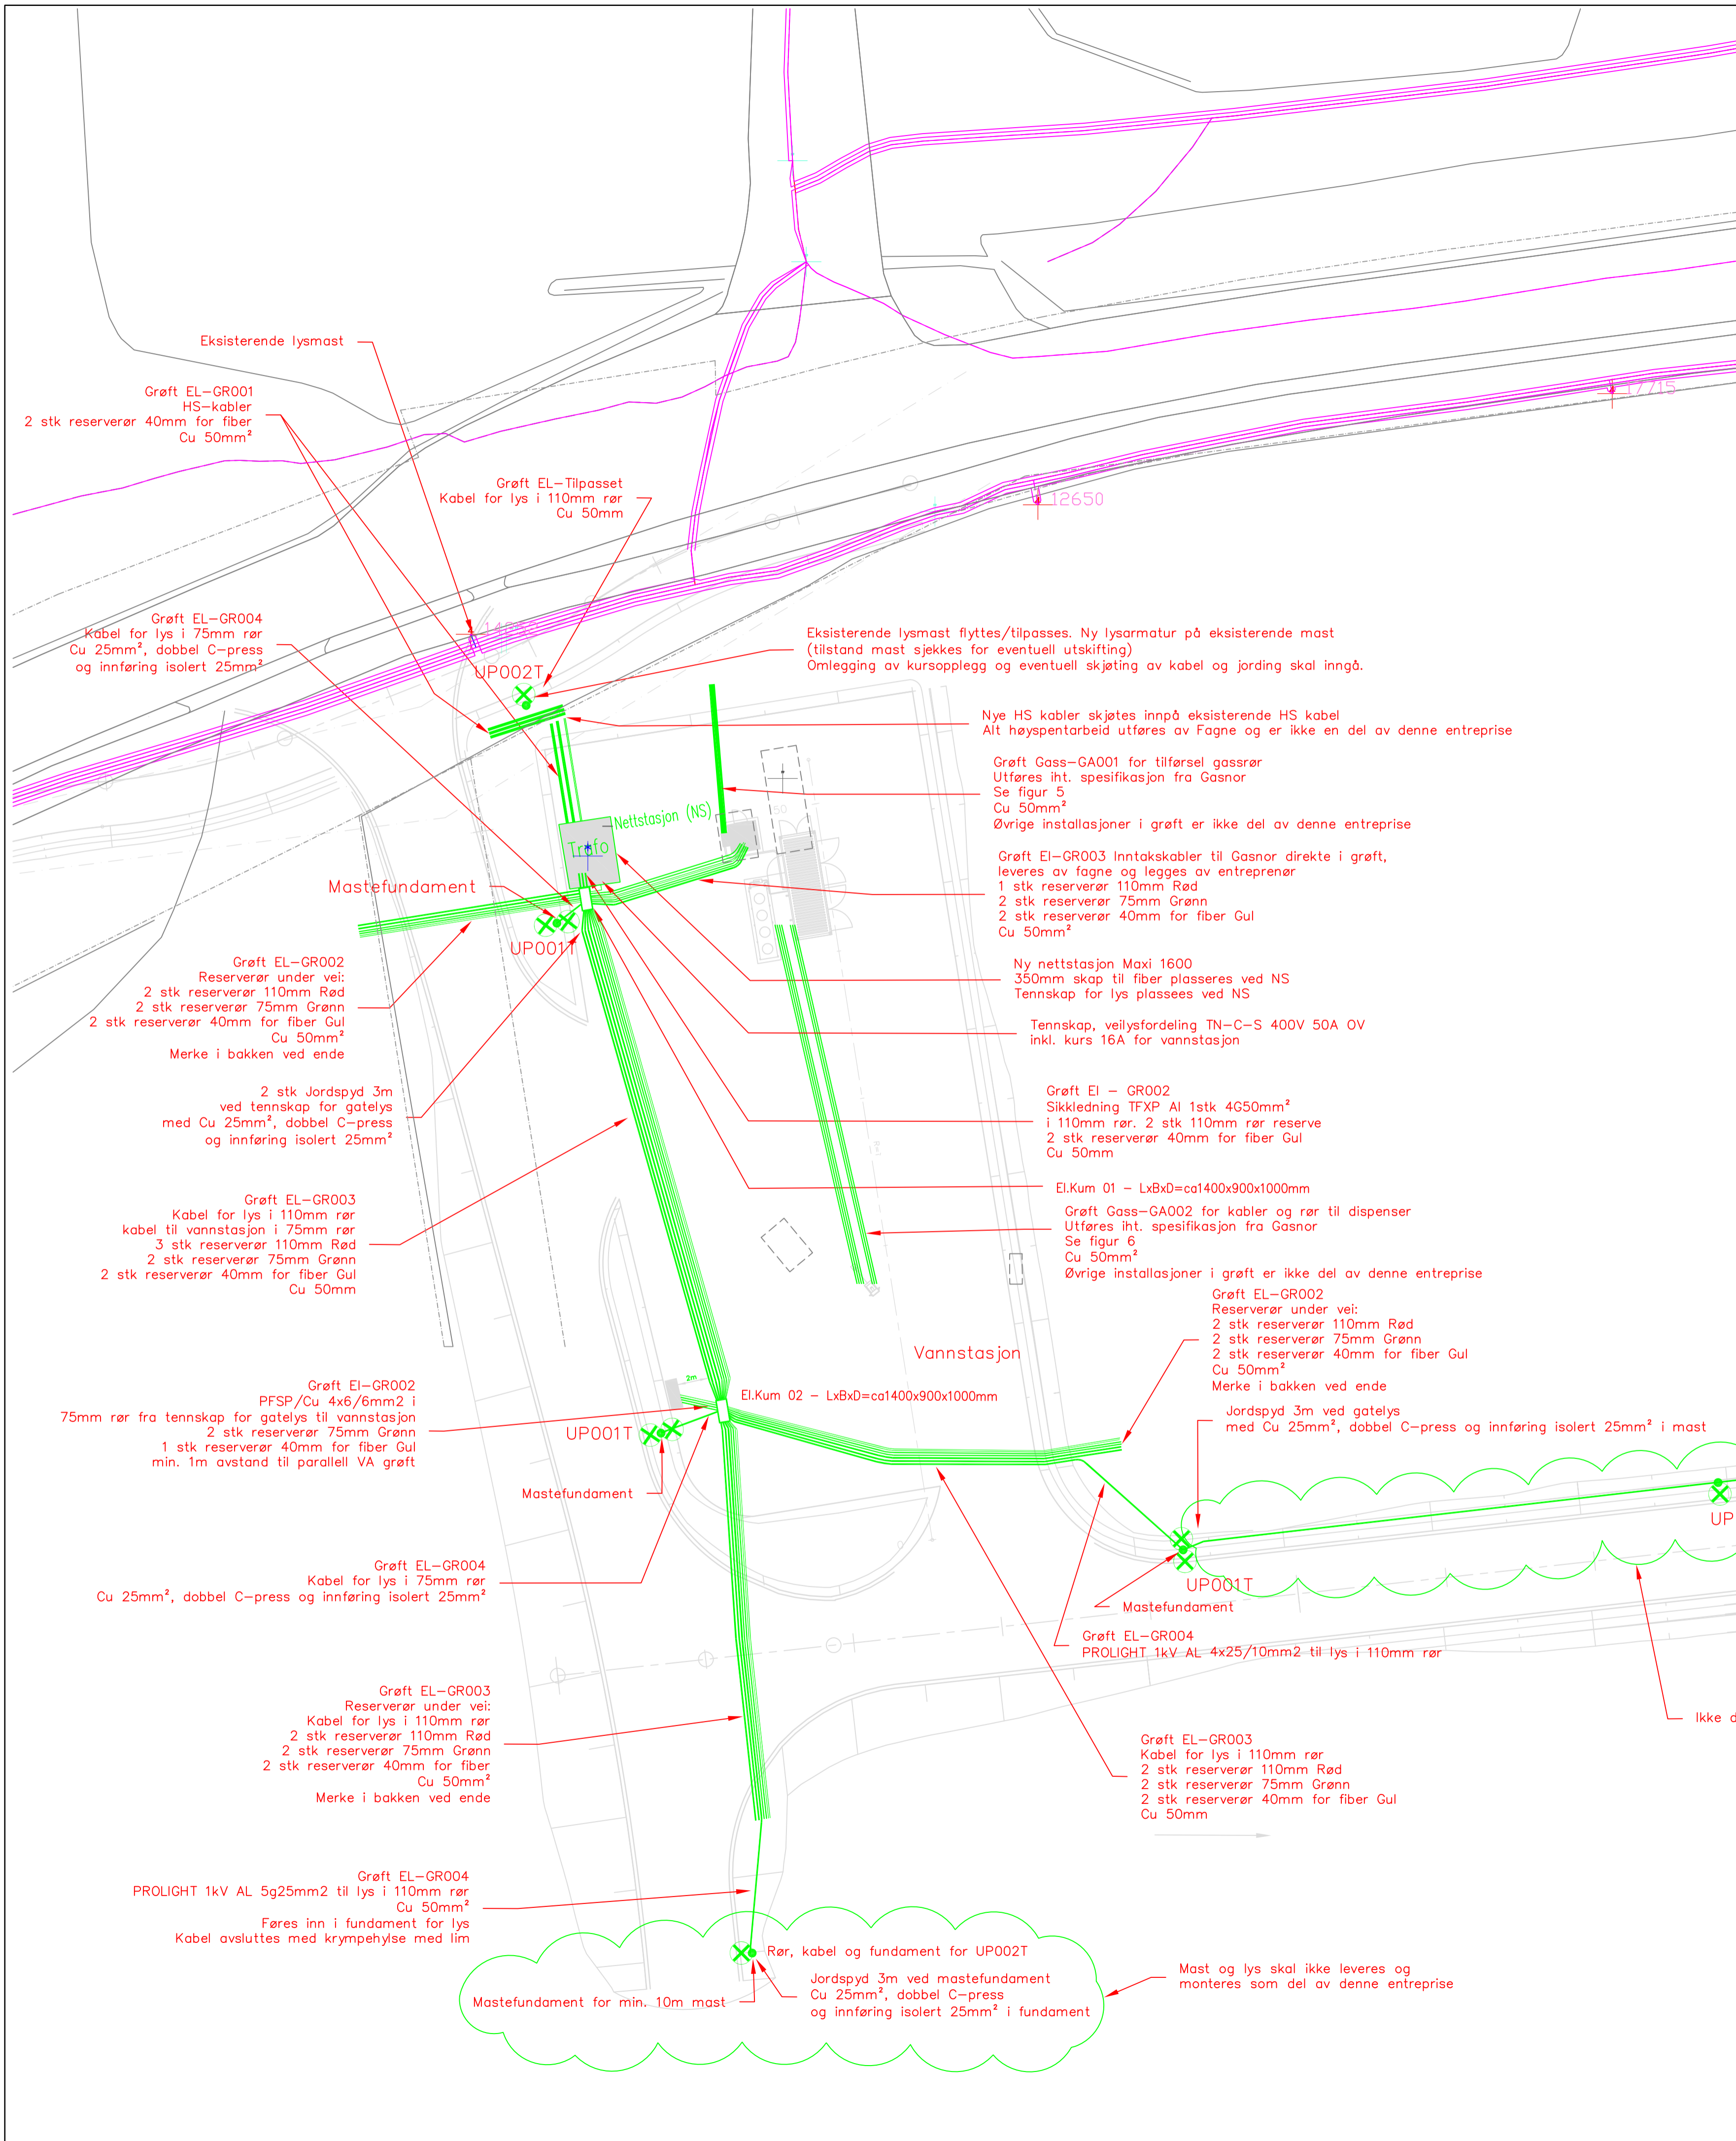 Eksisterende lysmast
Grøft EL-GR001
HS-kabler
2 stk reserverør 40mm for fiber
Cu 50mm²
17715
Grøft EL-Tilpasset
Kabel for lys i 110mm rør
Cu 50mm
12650
Grøft EL-GR004
Kabel for lys i 75mm rør
Cu 25mm², dobbel C-press
og innføring isolert 25mm²
UP002T
Eksisterende lysmast flyttes/tilpasses. Ny lysarmatur på eksisterende mast
(tilstand mast sjekkes for eventuell utskifting)
Omlegging av kursopplegg og eventuell skjøting av kabel og jording skal inngå.
Nye HS kabler skjøtes innpå eksisterende HS kabel
Alt høyspentarbeid utføres av Fagne og er ikke en del av denne entreprise
Grøft Gass-GA001 for tilførsel gassrør
Utføres iht. spesifikasjon fra Gasnor
Se figur 5
Cu 50mm²
Øvrige installasjoner i grøft er ikke del av denne entreprise
Nettstasjon (NS)
Trafo
Grøft El-GR003 Inntakskabler til Gasnor direkte i grøft,
leveres av fagne og legges av entreprenør
1 stk reserverør 110mm Rød
2 stk reserverør 75mm Grønn
2 stk reserverør 40mm for fiber Gul
Cu 50mm²
Mastefundament
UP001T
Grøft EL-GR002
Reserverør under vei:
2 stk reserverør 110mm Rød
2 stk reserverør 75mm Grønn
2 stk reserverør 40mm for fiber Gul
Cu 50mm²
Merke i bakken ved ende
Ny nettstasjon Maxi 1600
350mm skap til fiber plasseres ved NS
Tennskap for lys plassees ved NS
Tennskap, veilysfordeling TN-C-S 400V 50A OV
inkl. kurs 16A for vannstasjon
2 stk Jordspyd 3m
ved tennskap for gatelys
med Cu 25mm², dobbel C-press
og innføring isolert 25mm²
Grøft El - GR002
Sikkledning TFXP Al 1stk 4G50mm²
i 110mm rør. 2 stk 110mm rør reserve
2 stk reserverør 40mm for fiber Gul
Cu 50mm
El.Kum 01 - LxBxD=ca1400x900x1000mm
Grøft EL-GR003
Kabel for lys i 110mm rør
kabel til vannstasjon i 75mm rør
3 stk reserverør 110mm Rød
2 stk reserverør 75mm Grønn
2 stk reserverør 40mm for fiber Gul
Cu 50mm
Grøft Gass-GA002 for kabler og rør til dispenser
Utføres iht. spesifikasjon fra Gasnor
Se figur 6
Cu 50mm²
Øvrige installasjoner i grøft er ikke del av denne entreprise
Grøft EL-GR002
Reserverør under vei:
2 stk reserverør 110mm Rød
2 stk reserverør 75mm Grønn
2 stk reserverør 40mm for fiber Gul
Cu 50mm²
Merke i bakken ved ende
Vannstasjon
2m
El.Kum 02 - LxBxD=ca1400x900x1000mm
Grøft El-GR002
PFSP/Cu 4x6/6mm2 i
75mm rør fra tennskap for gatelys til vannstasjon
2 stk reserverør 75mm Grønn
1 stk reserverør 40mm for fiber Gul
min. 1m avstand til parallell VA grøft
UP001T
Mastefundament
Jordspyd 3m ved gatelys
med Cu 25mm², dobbel C-press og innføring isolert 25mm² i mast
UP
Grøft EL-GR004
Kabel for lys i 75mm rør
Cu 25mm², dobbel C-press og innføring isolert 25mm²
UP001T
Mastefundament
Grøft EL-GR004
PROLIGHT 1kV AL 4x25/10mm2 til lys i 110mm rør
Grøft EL-GR003
Reserverør under vei:
Kabel for lys i 110mm rør
2 stk reserverør 110mm Rød
2 stk reserverør 75mm Grønn
2 stk reserverør 40mm for fiber
Cu 50mm²
Merke i bakken ved ende
Ikke d
Grøft EL-GR003
Kabel for lys i 110mm rør
2 stk reserverør 110mm Rød
2 stk reserverør 75mm Grønn
2 stk reserverør 40mm for fiber Gul
Cu 50mm
Grøft EL-GR004
PROLIGHT 1kV AL 5g25mm2 til lys i 110mm rør
Cu 50mm²
Føres inn i fundament for lys
Kabel avsluttes med krympehylse med lim
Rør, kabel og fundament for UP002T
Jordspyd 3m ved mastefundament
Cu 25mm², dobbel C-press
og innføring isolert 25mm² i fundament
Mastefundament for min. 10m mast
Mast og lys skal ikke leveres og
monteres som del av denne entreprise